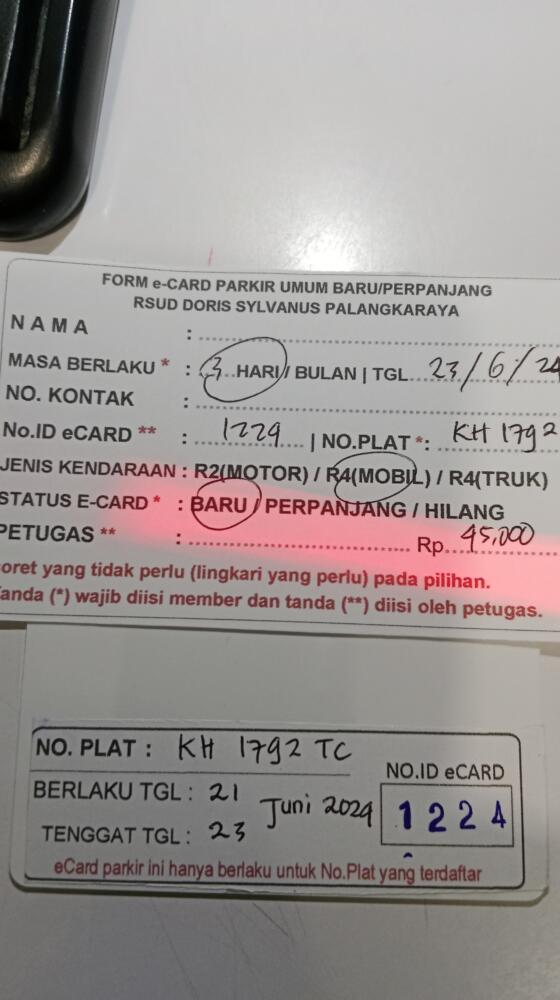 FORM e-CARD PARKIR UMUM BARU/PERPANJANG
RSUD DORIS SYLVANUS PALANGKARAYA
NAMA :
MASA BERLAKU * : 3 HARI / BULAN | TGL 23/6/24
NO. KONTAK :
No.ID eCARD ** : 1229 | NO.PLAT *: KH 1792
JENIS KENDARAAN : R2(MOTOR) / R4(MOBIL) / R4(TRUK)
STATUS E-CARD * : BARU / PERPANJANG / HILANG
PETUGAS ** : Rp. 45,000
oret yang tidak perlu (lingkari yang perlu) pada pilihan.
anda (*) wajib diisi member dan tanda (**) diisi oleh petugas.
NO. PLAT : KH 1792 TC
NO.ID eCARD
BERLAKU TGL : 21 Juni 2024
1224
TENGGAT TGL : 23
eCard parkir ini hanya berlaku untuk No.Plat yang terdaftar